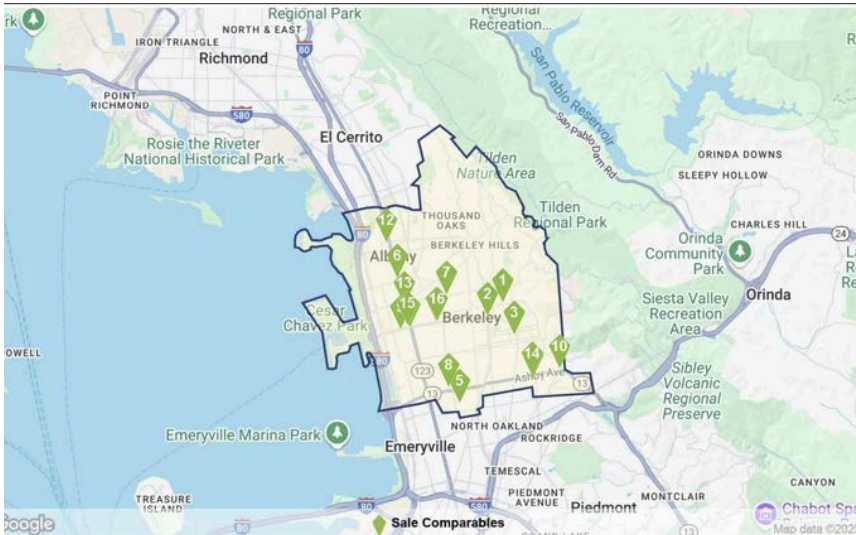 Regional Park
Regional
Recreation...
NORTH & EAST
IRON TRIANGLE
80
Richmond
POINT
RICHMOND
580
San Pablo Reservoir
San Pablo Dam Rd
El Cerrito
Rosie the Riveter
National Historical Park
Tilden
Nature Area
ORINDA DOWNS
SLEEPY HOLLOW
Tilden
Regional Park
THOUSAND
OAKS
12
80
CHARLES HILL
24
BERKELEY HILLS
Orinda
Community
Park
6
Albany
7
1
13
2
Orinda
16
15
Cesar
Chavez Park
Berkeley
3
Siesta Valley
Recreation
Area
OWELL
580
14
10
8
123
Ashby Ave
5
13
13
Sibley
Volcanic
Regional
Preserve
NORTH OAKLAND
Emeryville Marina Park
ROCKRIDGE
Emeryville
TEMESCAL
CANYON
TREASURE
ISLAND
PIEDMONT
AVENUE
MONTCLAIR
Piedmont
80
580
Chabot Spa
Google
Sale Comparables
Map data ©2025